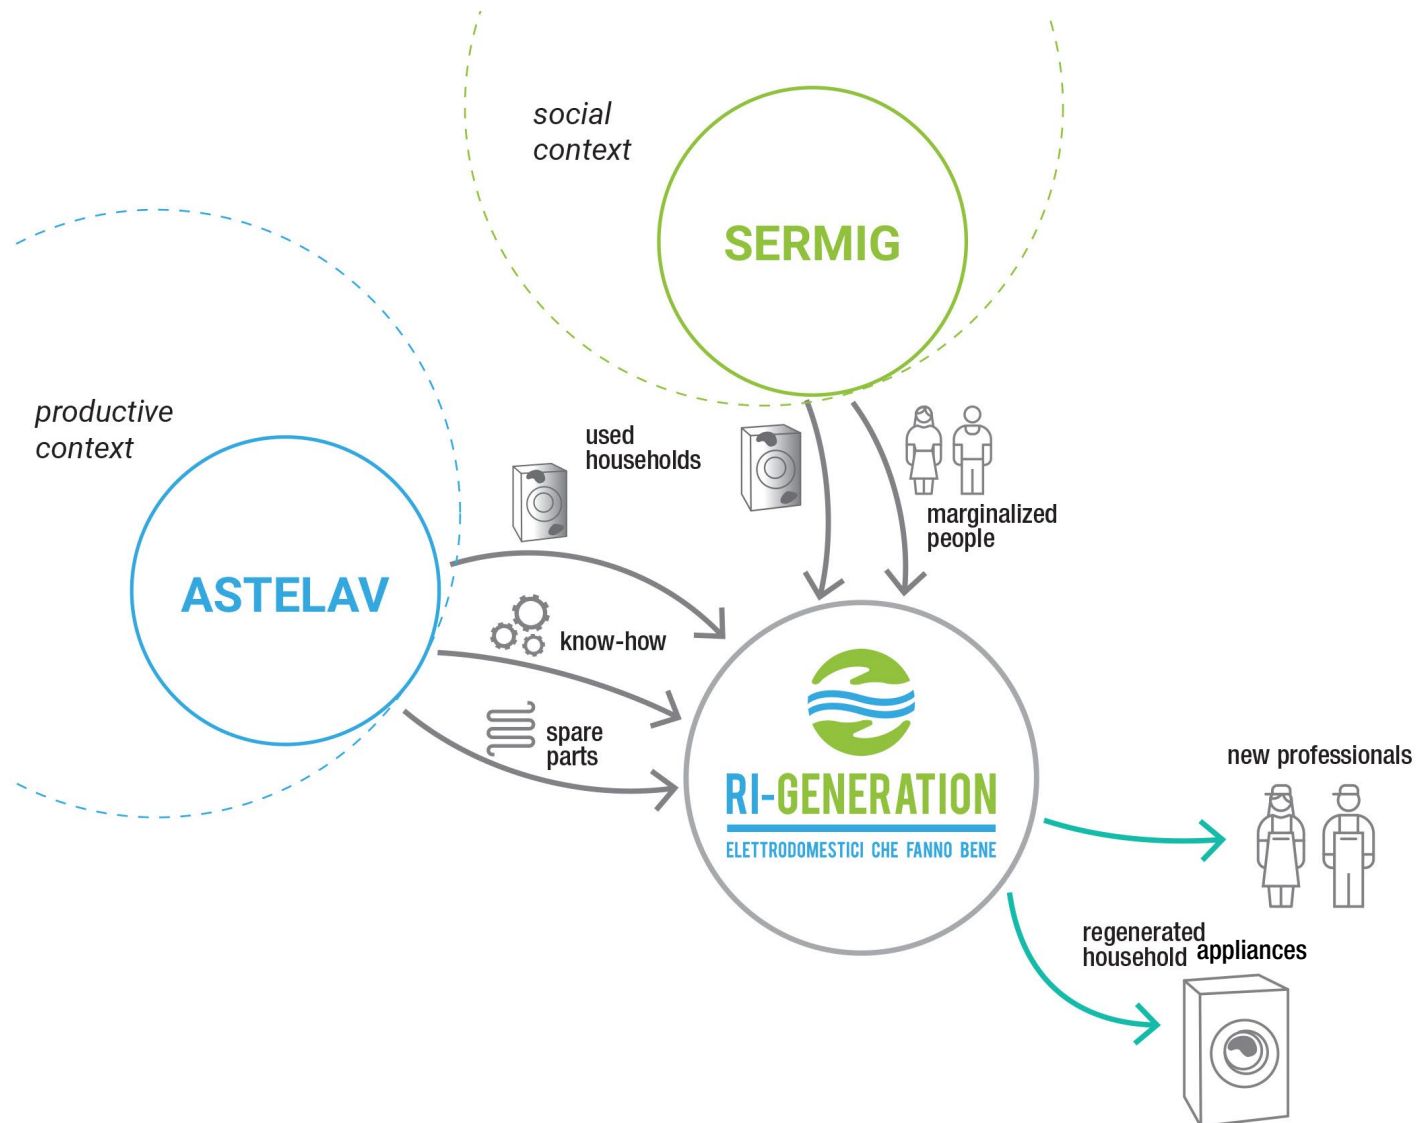 social
context
SERMIG
productive
context
ASTELAV
used
households
marginalized
people
know-how
spare
parts
RI-GENERATION
ELETTRODOMESTICI CHE FANNO BENE
new professionals
regenerated
household appliances